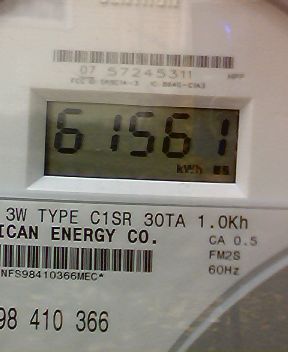 07 57245311 MPP
61561
kWh
3W TYPE C1SR 30TA 1.0Kh
ICAN ENERGY CO.
CA 0.5
FM2S
NFS98410366MEC*
60Hz
98 410 366